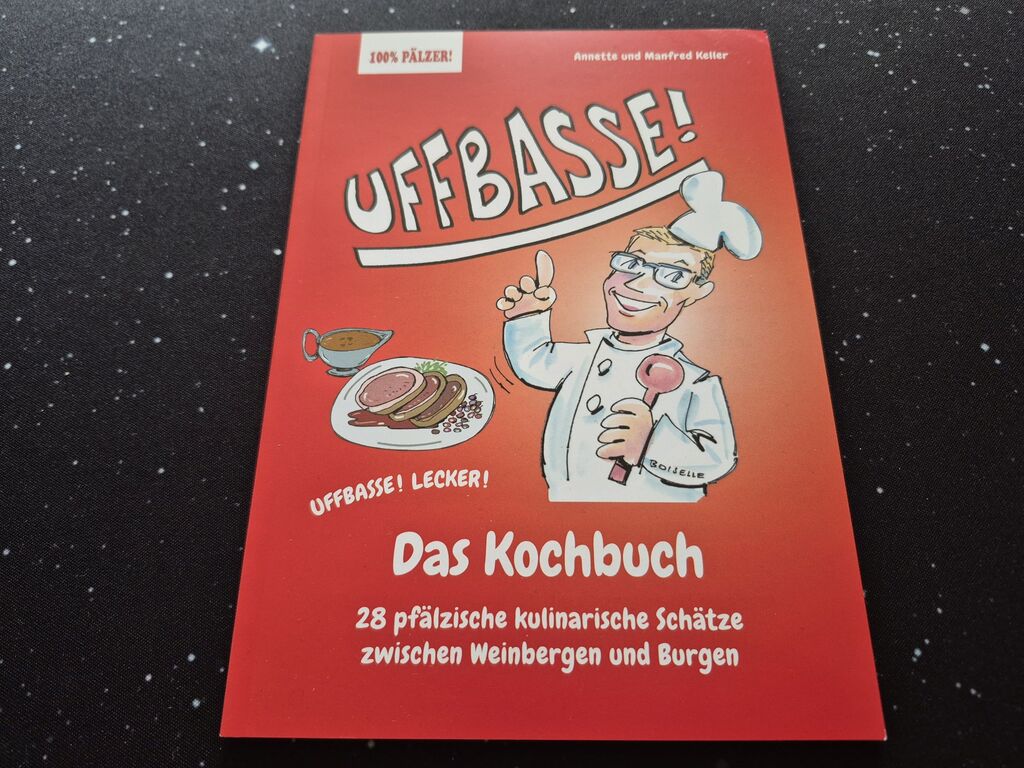 100% PÄLZER!
Annette und Manfred Keller
UFFBASSE!
BOISELLE
UFFBASSE! LECKER!
Das Kochbuch
28 pfälzische kulinarische Schätze
zwischen Weinbergen und Burgen